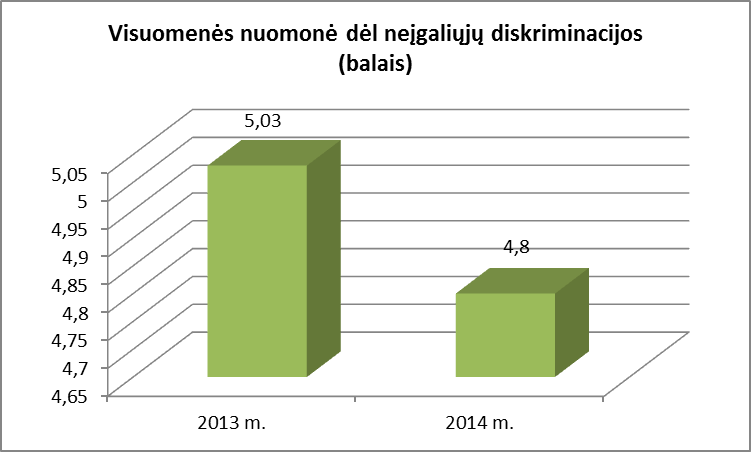 Visuomenės nuomonė dėl neįgaliųjų diskriminacijos
(balais)
5,03
4,8
5,05
5
4,95
4,9
4,85
4,8
4,75
4,7
4,65
2013 m.
2014 m.